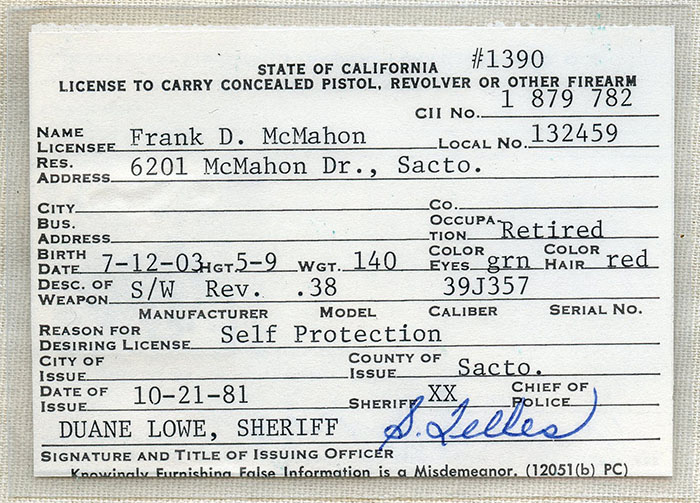 STATE OF CALIFORNIA #1390
LICENSE TO CARRY CONCEALED PISTOL, REVOLVER OR OTHER FIREARM
CII No. 1 879 782
NAME LICENSEE Frank D. McMahon LOCAL No. 132459
RES. ADDRESS 6201 McMahon Dr., Sacto.
CITY Co.
BUS. ADDRESS OCCUPA-TION Retired
BIRTH DATE 7-12-03 HGT 5-9 WGT. 140 COLOR EYES grn COLOR HAIR red
DESC. OF WEAPON S/W Rev. .38 39J357
MANUFACTURER MODEL CALIBER SERIAL NO.
REASON FOR DESIRING LICENSE Self Protection
CITY OF ISSUE COUNTY OF ISSUE Sacto.
DATE OF ISSUE 10-21-81 SHERIFF XX CHIEF OF POLICE
DUANE LOWE, SHERIFF S. Telles
SIGNATURE AND TITLE OF ISSUING OFFICER
Knowingly Furnishing False Information is a Misdemeanor. (12051(b) PC)